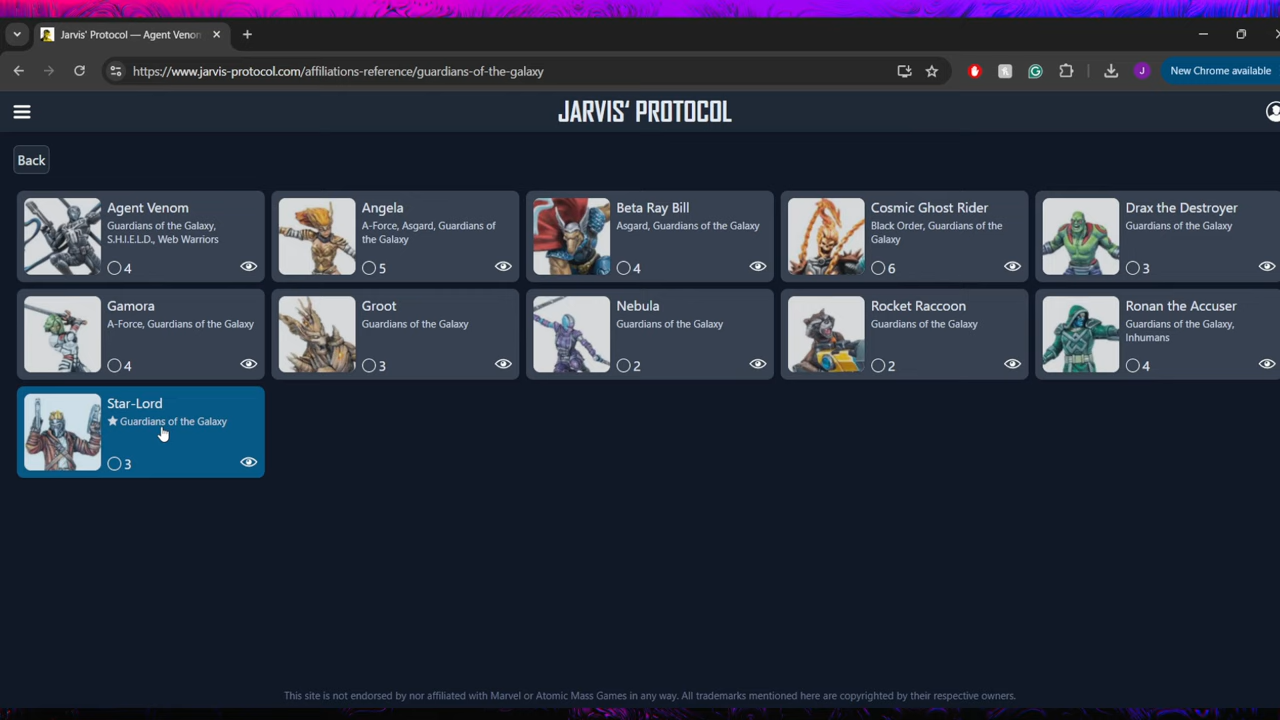 Jarvis' Protocol — Agent Venom
https://www.jarvis-protocol.com/affiliations-reference/guardians-of-the-galaxy
New Chrome available
JARVIS' PROTOCOL
Back
Agent Venom
Guardians of the Galaxy,
S.H.I.E.L.D., Web Warriors
4
Angela
A-Force, Asgard, Guardians of
the Galaxy
5
Beta Ray Bill
Asgard, Guardians of the Galaxy
4
Cosmic Ghost Rider
Black Order, Guardians of the
Galaxy
6
Drax the Destroyer
Guardians of the Galaxy
3
Gamora
A-Force, Guardians of the Galaxy
4
Groot
Guardians of the Galaxy
3
Nebula
Guardians of the Galaxy
2
Rocket Raccoon
Guardians of the Galaxy
2
Ronan the Accuser
Guardians of the Galaxy,
Inhumans
4
Star-Lord
★ Guardians of the Galaxy
3
This site is not endorsed by nor affiliated with Marvel or Atomic Mass Games in any way. All trademarks mentioned here are copyrighted by their respective owners.